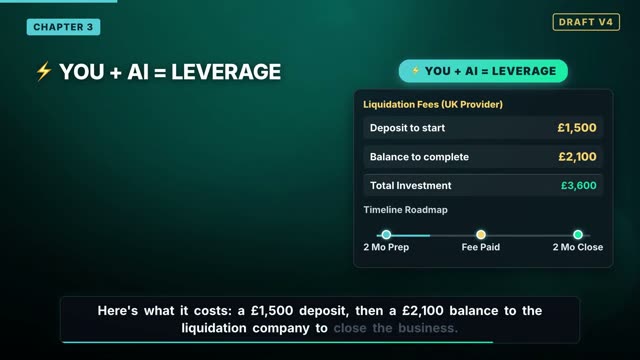 CHAPTER 3
DRAFT V4
⚡ YOU + AI = LEVERAGE
⚡ YOU + AI = LEVERAGE
Liquidation Fees (UK Provider)
Deposit to start £1,500
Balance to complete £2,100
Total Investment £3,600
Timeline Roadmap
2 Mo Prep Fee Paid 2 Mo Close
Here's what it costs: a £1,500 deposit, then a £2,100 balance to the
liquidation company to close the business.